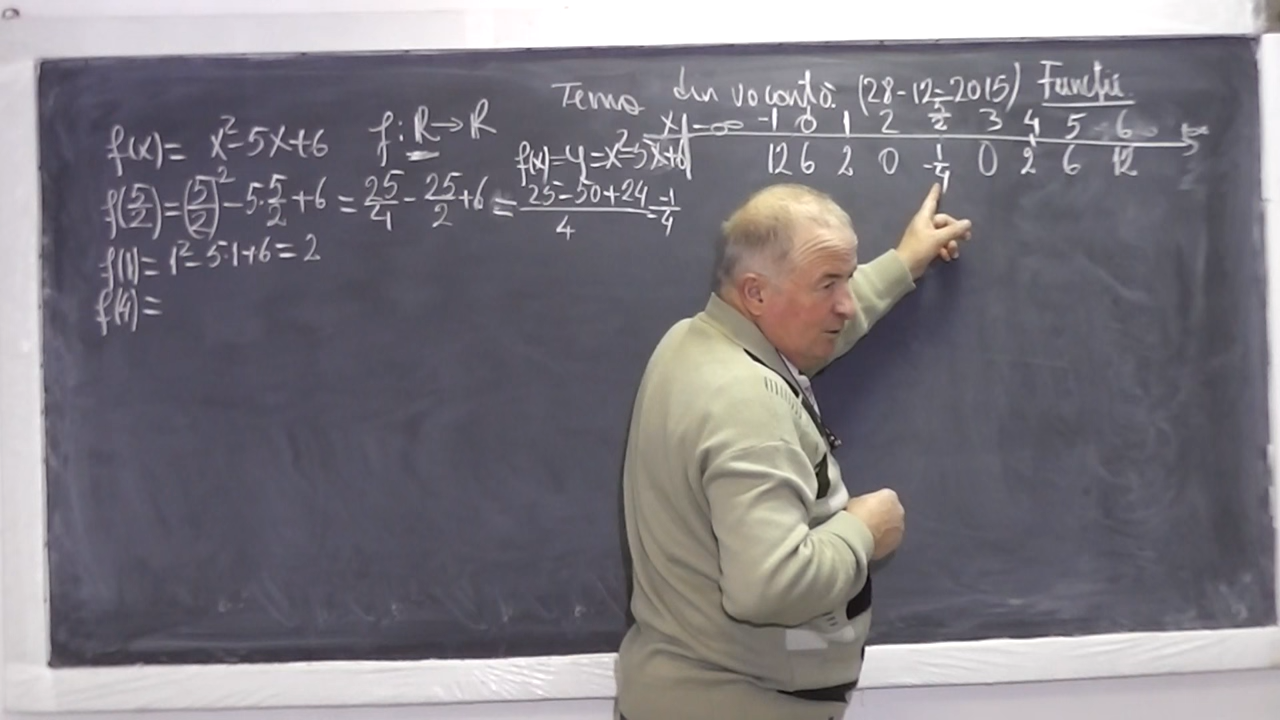 Tema din vacanță (28-12-2015) Funcții
f(x) = x²-5x+6 f: R→R
x -∞ -1 0 1 2 5/2 3 4 5 6 ∞
f(x)=y=x²-5x+6 12 6 2 0 -1/4 0 2 6 12
f(5/2)=(5/2)²-5·5/2+6 = 25/4 - 25/2 +6 = 25-50+24/4 = -1/4
f(1)= 1²-5·1+6=2
f(4)=